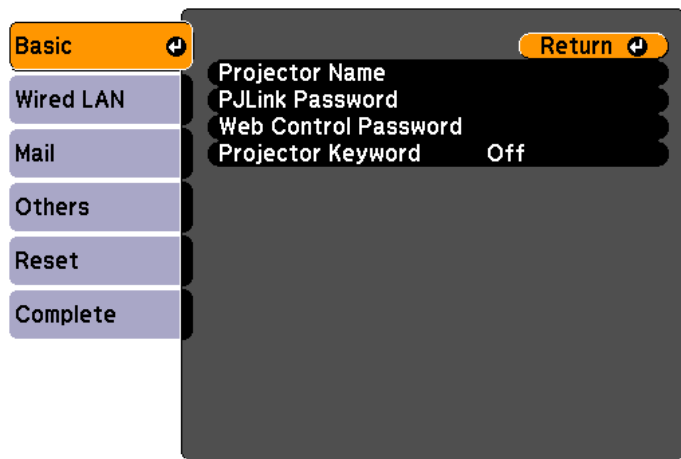 Basic
Wired LAN
Mail
Others
Reset
Complete
Return
Projector Name
PJLink Password
Web Control Password
Projector Keyword Off